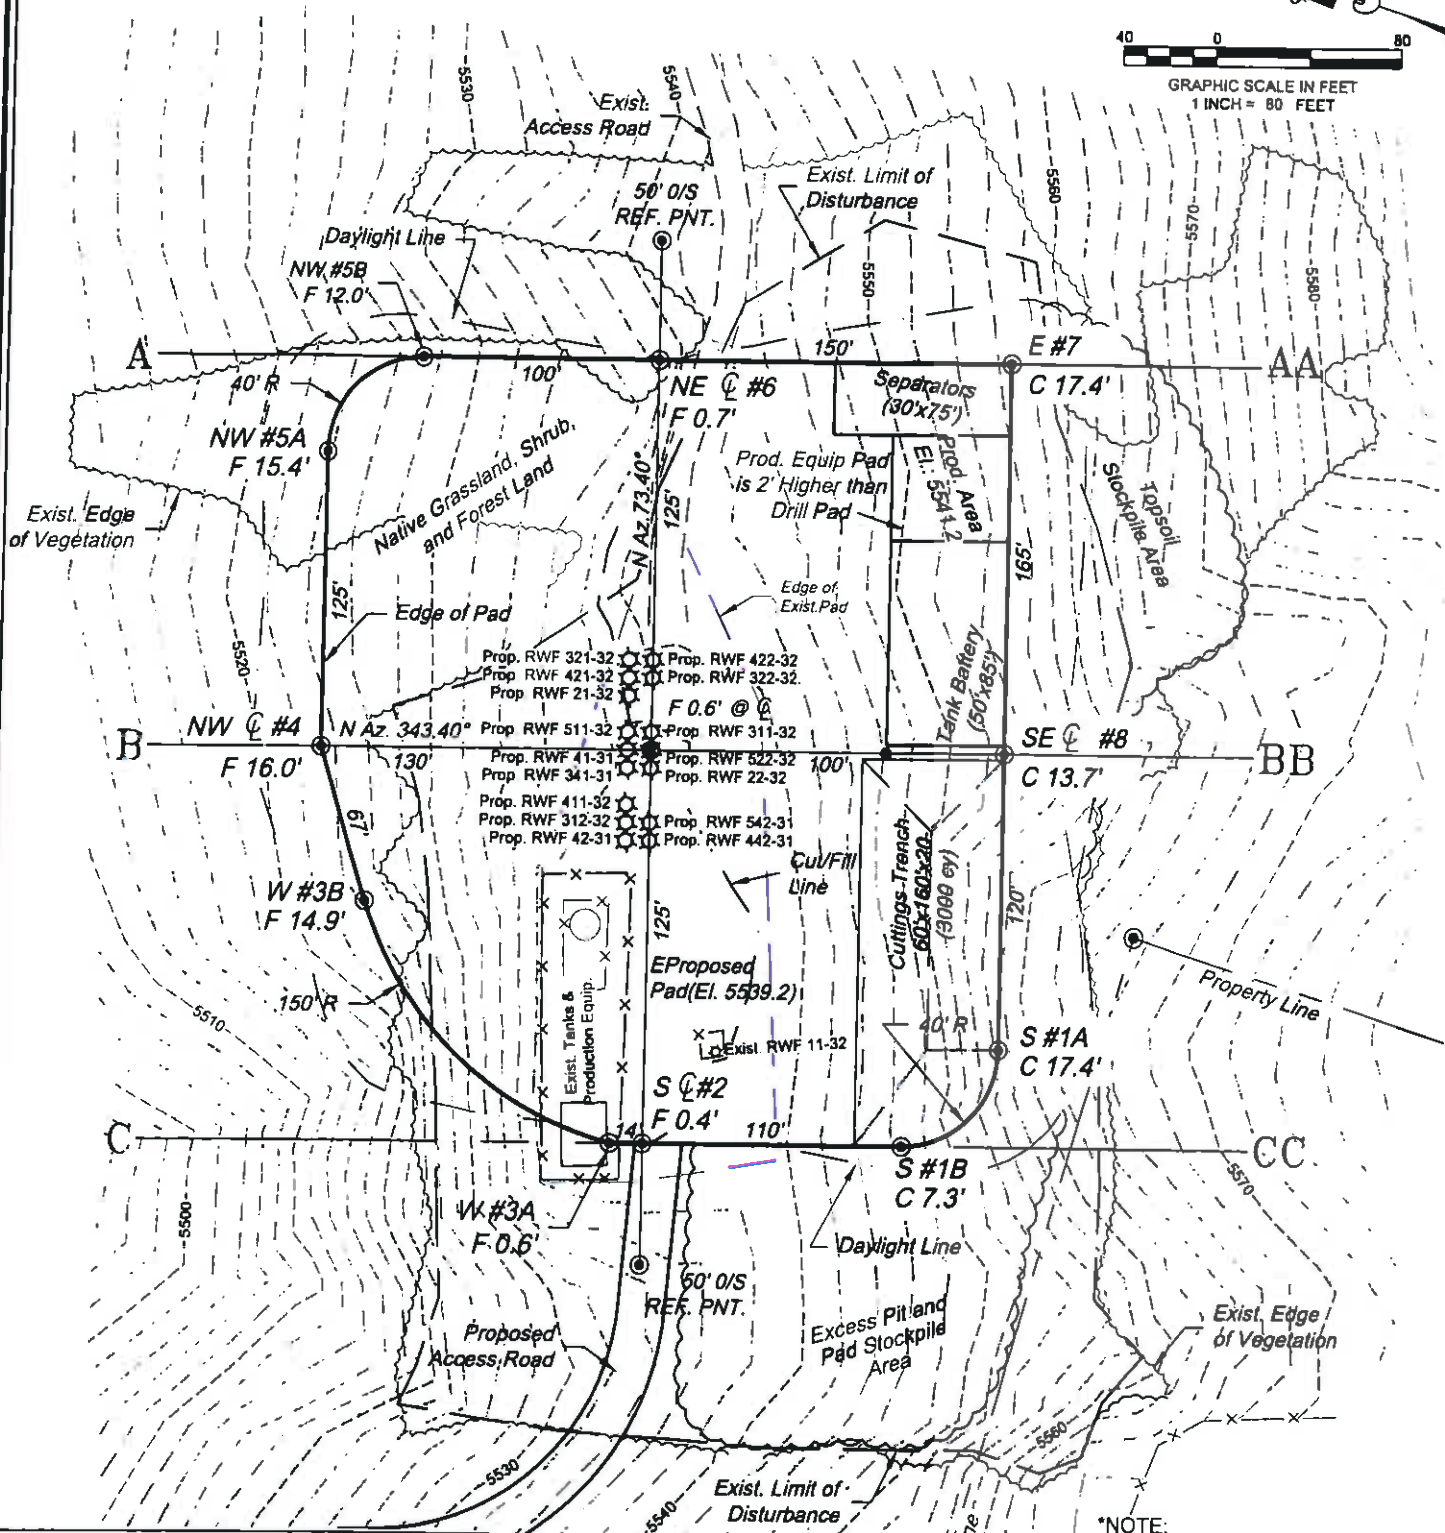 40 0 80
GRAPHIC SCALE IN FEET
1 INCH = 80 FEET
5530
5540
Exist.
Access Road
50' O/S
REF. PNT.
Exist. Limit of
Disturbance
5560
5570
5580
5550
Daylight Line
NW #5B
F 12.0'
A
40' R
100'
150'
E #7
C 17.4'
AA
NE ℄ #6
F 0.7'
Separators
(30'x75')
NW #5A
F 15.4'
Native Grassland, Shrub,
and Forest Land
N Az. 73.40°
125'
Prod. Equip Pad
is 2' Higher than
Drill Pad
Prod. Area
El.: 5541.2
Topsoil
Stockpile Area
165'
Exist. Edge
of Vegetation
125'
Edge of Pad
Edge of
Exist. Pad
5520
Prop. RWF 321-32
Prop. RWF 422-32
Prop. RWF 421-32
Prop. RWF 322-32
Prop. RWF 21-32
F 0.6' @ ℄
Tank Battery
(50'x85')
NW ℄ #4
F 16.0'
B
N Az. 343.40°
130'
Prop. RWF 511-32
Prop. RWF 311-32
Prop. RWF 41-31
Prop. RWF 522-32
Prop. RWF 341-31
Prop. RWF 22-32
100'
SE ℄ #8
C 13.7'
BB
Prop. RWF 411-32
Prop. RWF 312-32
Prop. RWF 542-31
Prop. RWF 42-31
Prop. RWF 442-31
67'
W #3B
F 14.9'
Cut/Fill
Line
Cuttings Trench
60'x160'x20'
(3000 cy)
120'
125'
EProposed
Pad(El. 5539.2)
Property Line
150' R
5510
Exist. Tanks &
Production Equip.
Exist. RWF 11-32
40' R
S #1A
C 17.4'
S ℄ #2
F 0.4'
C
14'
110'
CC
S #1B
C 7.3'
5570
5500
W #3A
F 0.6'
Daylight Line
50' O/S
REF. PNT.
Proposed
Access Road
Excess Pit and
Pad Stockpile
Area
Exist. Edge
of Vegetation
5530
5560
Exist. Limit of
Disturbance
5540
*NOTE: